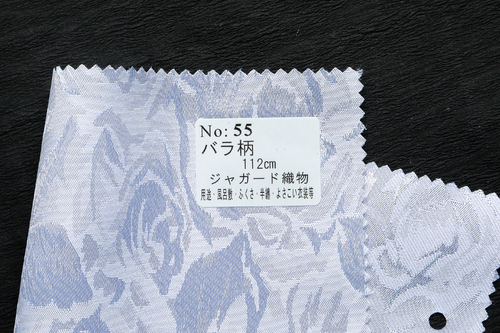 No: 55
バラ柄
112cm
ジャガード織物
用途・風呂敷・ふくさ・半纏・よさこい衣装等